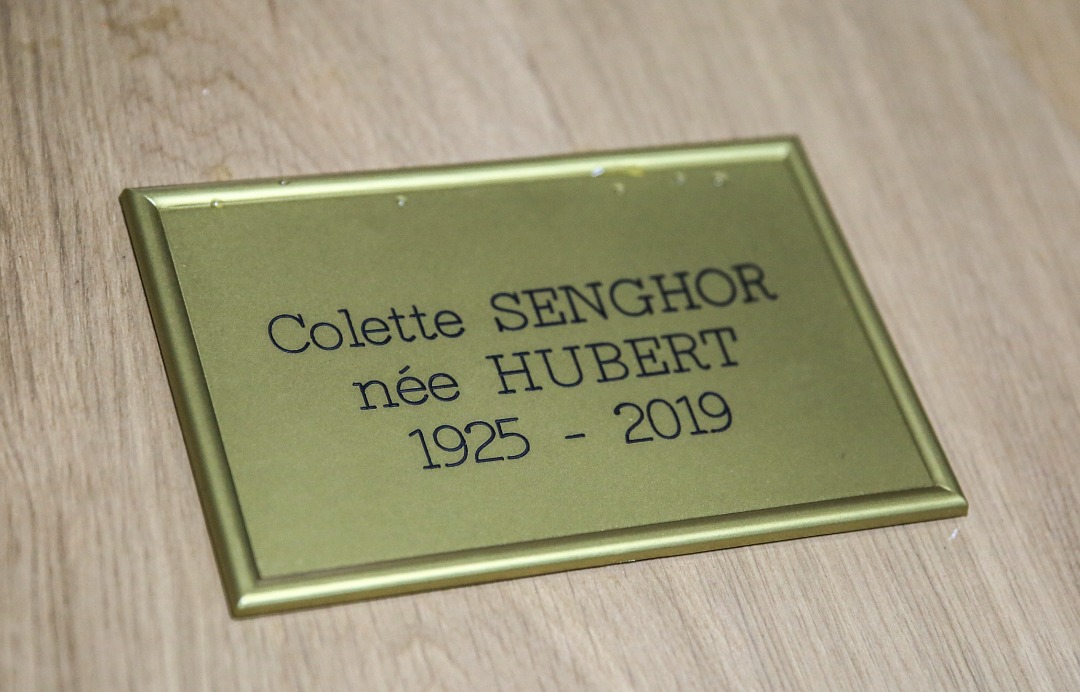 Colette SENGHOR
née HUBERT
1925 - 2019